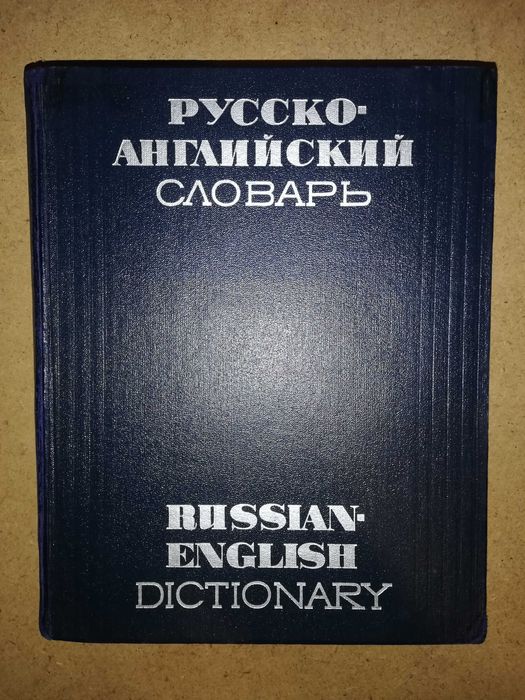 РУССКО-
АНГЛИЙСКИЙ
СЛОВАРЬ
RUSSIAN-
ENGLISH
DICTIONARY